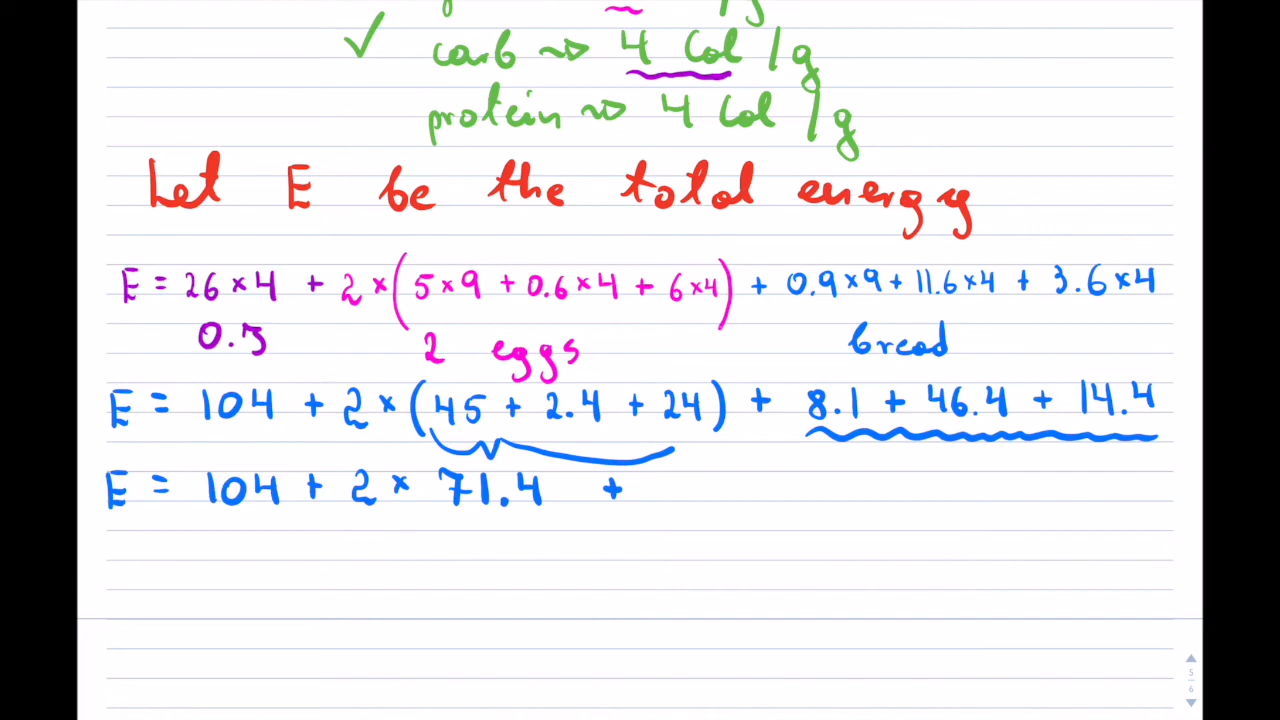 ✓ carb ⇝ 4 Cal / g
protein ⇝ 4 Cal / g
Let E be the total energy
E = 26 × 4 + 2 × (5 × 9 + 0.6 × 4 + 6 × 4) + 0.9 × 9 + 11.6 × 4 + 3.6 × 4
O.J 2 eggs bread
E = 104 + 2 × (45 + 2.4 + 24) + 8.1 + 46.4 + 14.4
E = 104 + 2 × 71.4 +
5
6